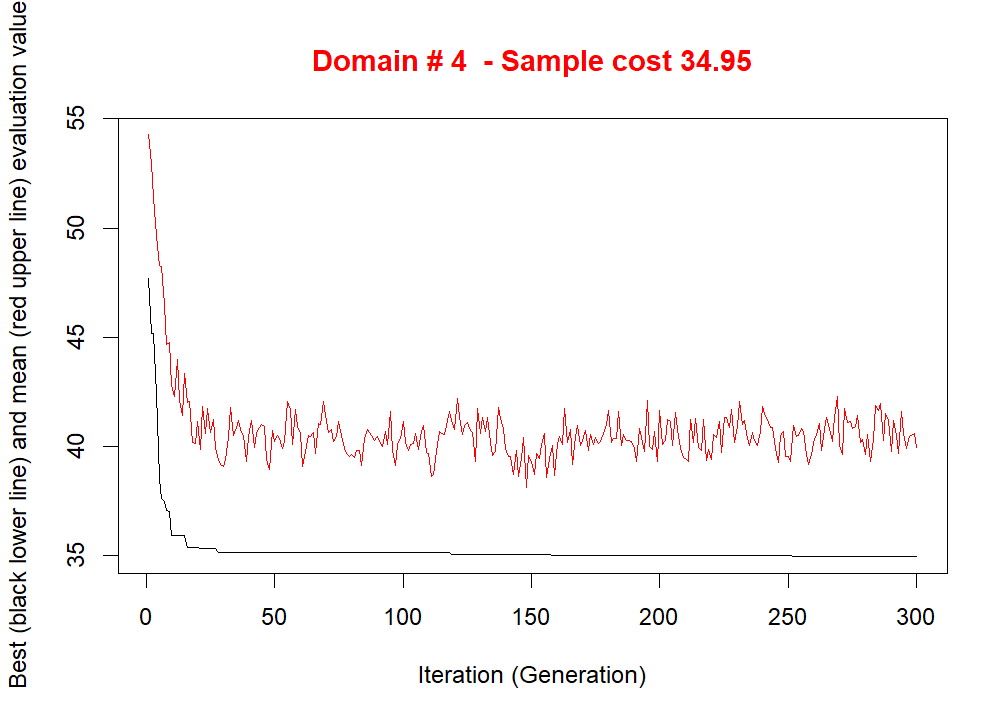 Domain # 4  - Sample cost 34.95
Best (black lower line) and mean (red upper line) evaluation value
55
50
45
40
35
0 50 100 150 200 250 300
Iteration (Generation)